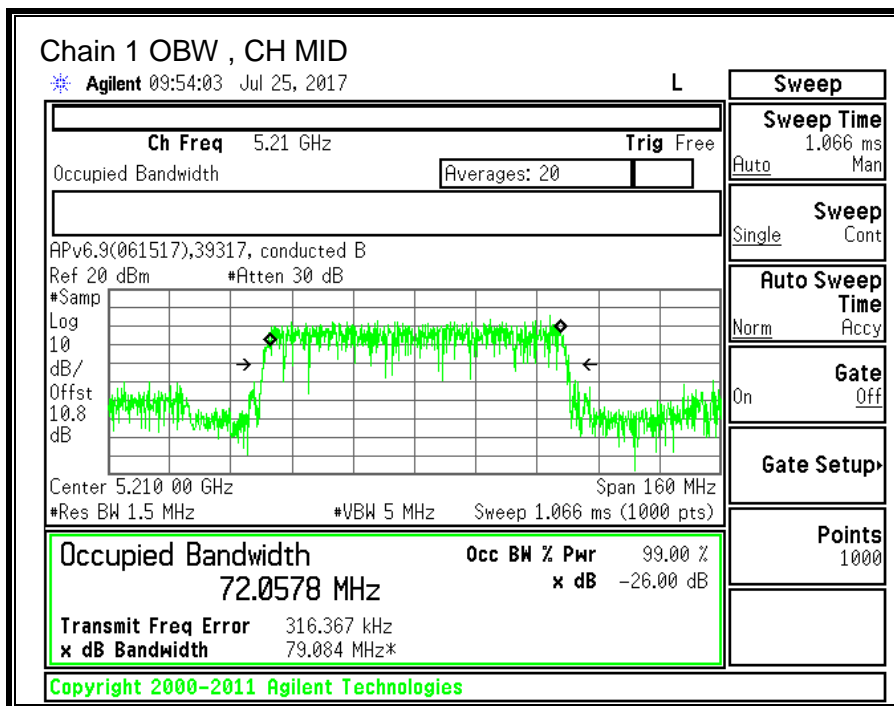 Chain 1 OBW , CH MID
Agilent 09:54:03 Jul 25, 2017 L
Ch Freq 5.21 GHz Trig Free
Occupied Bandwidth Averages: 20
APv6.9(061517),39317, conducted B
Ref 20 dBm #Atten 30 dB
#Samp
Log
10
dB/
Offst
10.8
dB
Center 5.210 00 GHz Span 160 MHz
#Res BW 1.5 MHz #VBW 5 MHz Sweep 1.066 ms (1000 pts)
Occupied Bandwidth Occ BW % Pwr 99.00 %
72.0578 MHz x dB -26.00 dB
Transmit Freq Error 316.367 kHz
x dB Bandwidth 79.084 MHz*
Copyright 2000-2011 Agilent Technologies
Sweep
Sweep Time
1.066 ms
Auto Man
Sweep
Single Cont
Auto Sweep
Time
Norm Accy
Gate
On Off
Gate Setup
Points
1000